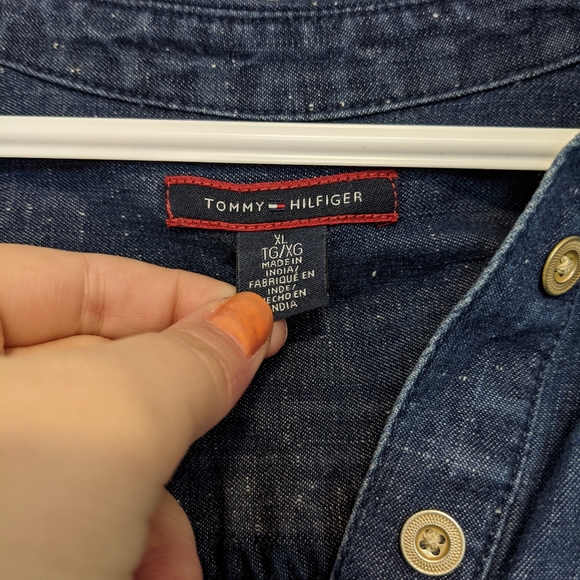 TOMMY HILFIGER
XL
TG/XG
MADE IN
INDIA/
FABRIQUE EN
INDE/
HECHO EN
INDIA